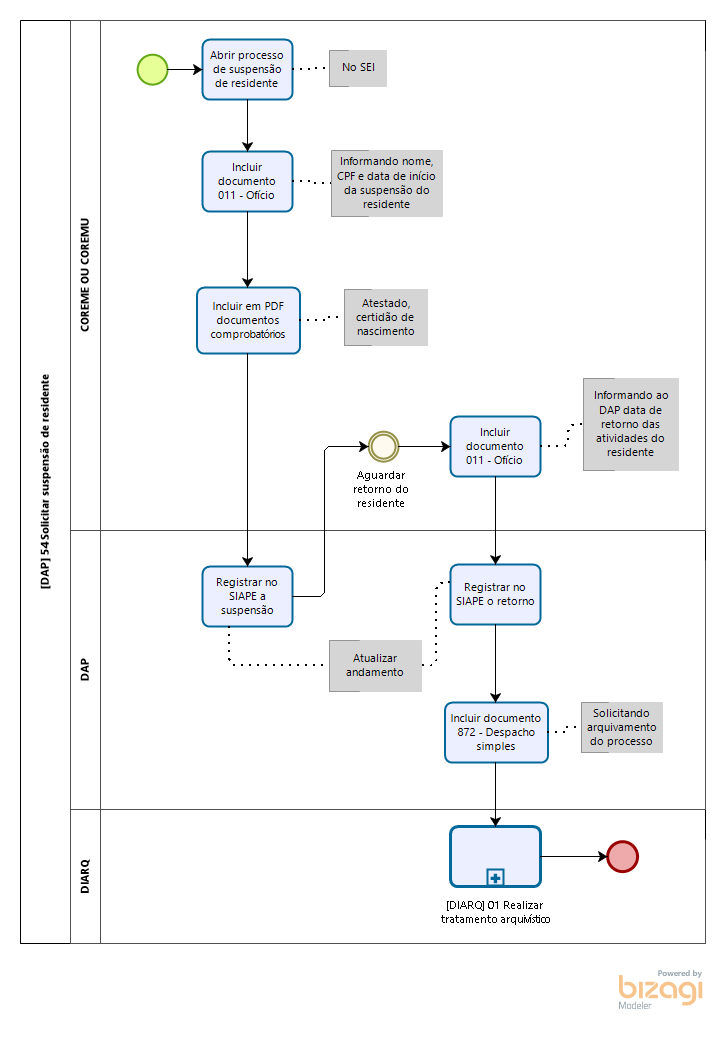 [DAP] 54 Solicitar suspensão de residente
COREME OU COREMU
Abrir processo
de suspensão
de residente
No SEI
Incluir
documento
011 - Ofício
Informando nome,
CPF e data de início
da suspensão do
residente
Incluir em PDF
documentos
comprobatórios
Atestado,
certidão de
nascimento
Aguardar
retorno do
residente
Incluir
documento
011 - Ofício
Informando ao
DAP data de
retorno das
atividades do
residente
DAP
Registrar no
SIAPE a
suspensão
Registrar no
SIAPE o retorno
Atualizar
andamento
Incluir documento
872 - Despacho
simples
Solicitando
arquivamento
do processo
DIARQ
[DIARQ] 01 Realizar
tratamento arquivístico
Powered by
bizagi
Modeler